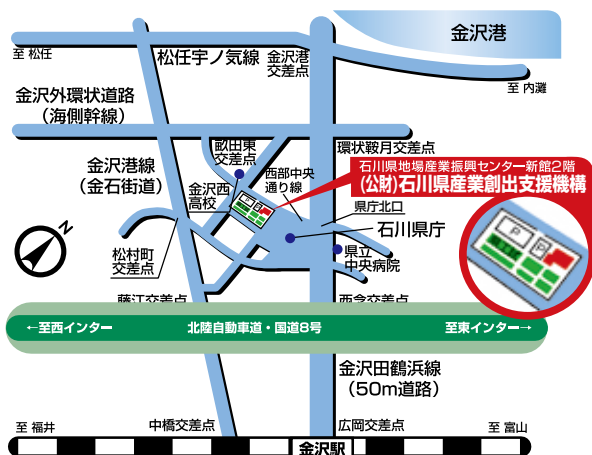 金沢港
至 松任
松任宇ノ気線
金沢港
交差点
至 内灘
金沢外環状道路
（海側幹線）
畝田東
交差点
環状鞍月交差点
金沢港線
（金石街道）
西部中央
通り線
石川県地場産業振興センター新館2階
（公財）石川県産業創出支援機構
金沢西
高校
県庁北口
石川県庁
N
松村町
交差点
県立
中央病院
P
P
藤江交差点
西念交差点
←至西インター
北陸自動車道・国道8号
至東インター→
金沢田鶴浜線
（50m道路）
至 福井
中橋交差点
広岡交差点
至 富山
金沢駅